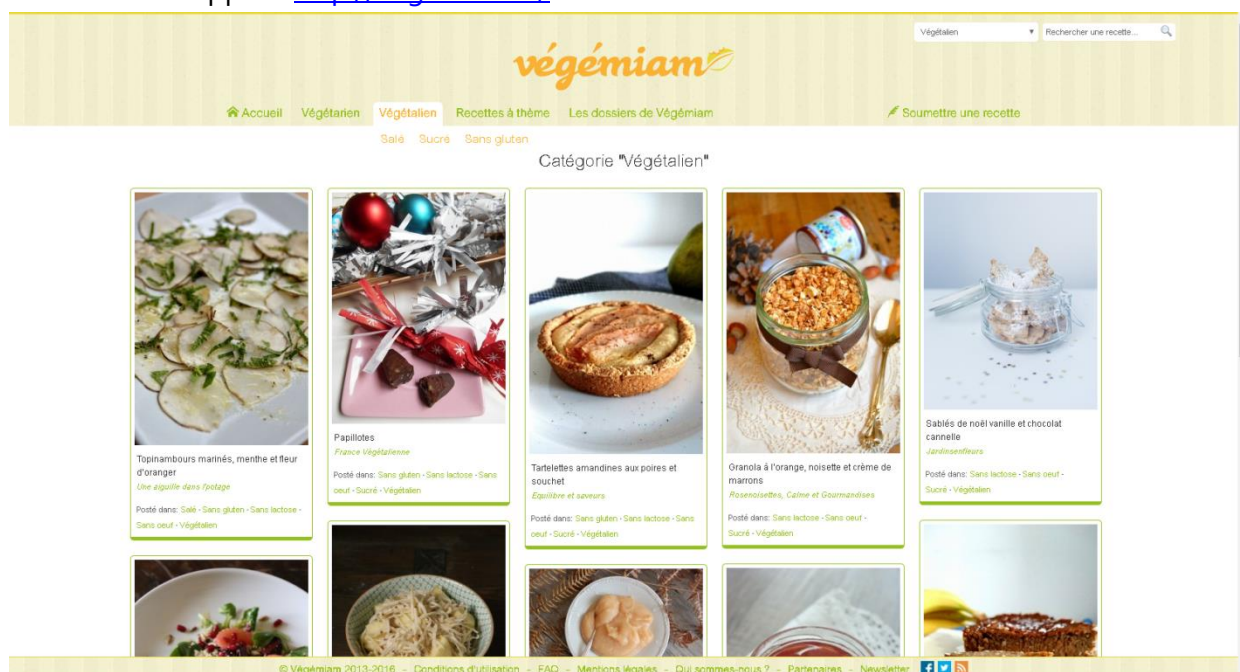 Végétalien
Rechercher une recette...
végémiam
Accueil Végétarien Végétalien Recettes à thème Les dossiers de Végémiam Soumettre une recette
Salé Sucré Sans gluten
Catégorie "Végétalien"
Topinambours marinés, menthe et fleur
d'oranger
Une aiguille dans l'potage
Posté dans: Salé - Sans gluten - Sans lactose -
Sans oeuf - Végétalien
Papillotes
France Végétalienne
Posté dans: Sans gluten - Sans lactose - Sans
oeuf - Sucré - Végétalien
Tartelettes amandines aux poires et
souchet
Equilibre et saveurs
Posté dans: Sans gluten - Sans lactose - Sans
oeuf - Sucré - Végétalien
Granola à l'orange, noisette et crème de
marrons
Rosenoisettes, Calme et Gourmandises
Posté dans: Sans lactose - Sans oeuf -
Sucré - Végétalien
Sablés de noël vanille et chocolat
cannelle
Jardinsenfleurs
Posté dans: Sans lactose - Sans oeuf -
Sucré - Végétalien
© Végémiam 2013-2016 - Conditions d'utilisation - FAQ - Mentions légales - Qui sommes-nous ? - Partenaires - Newsletter